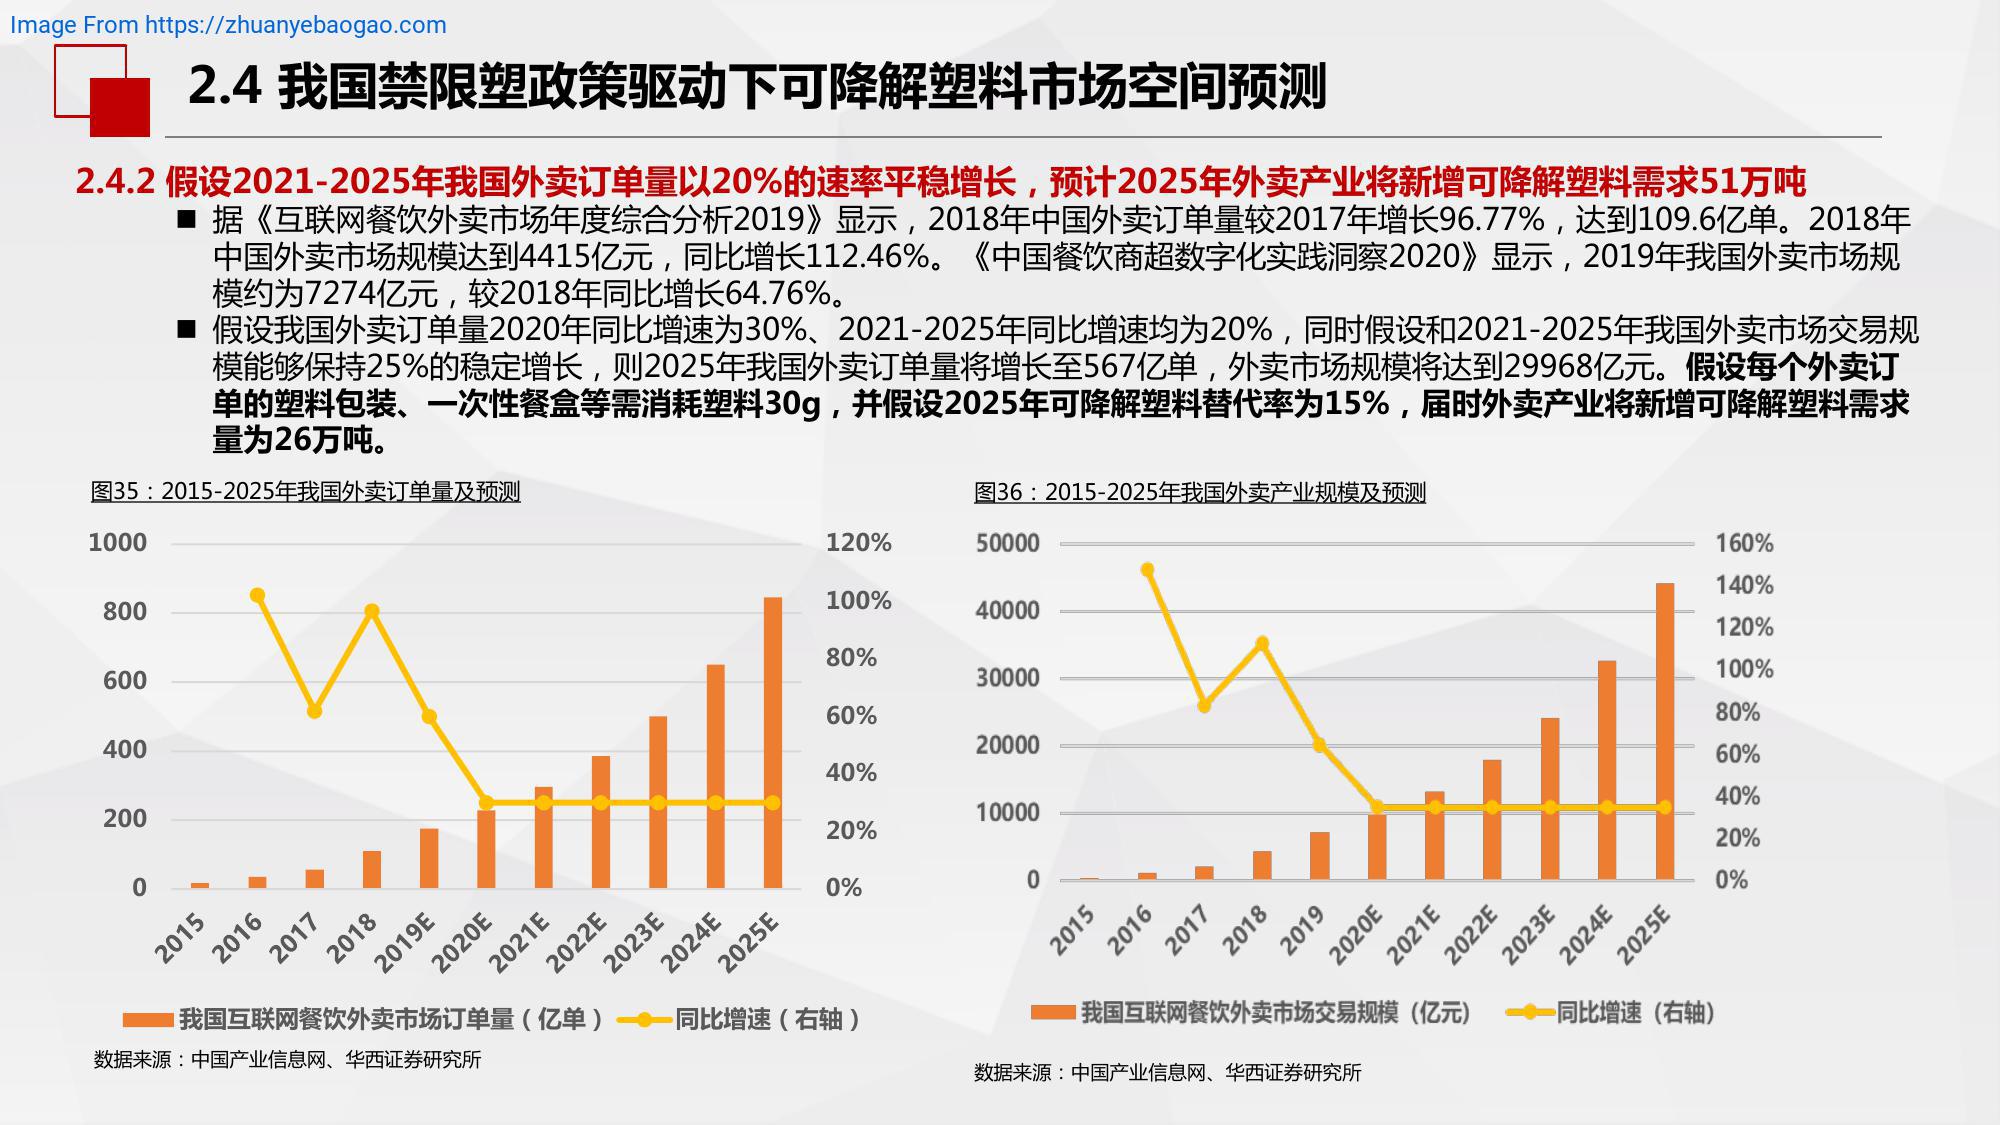 Image From https://zhuanyebaogao.com
2.4 我国禁限塑政策驱动下可降解塑料市场空间预测
2.4.2 假设2021-2025年我国外卖订单量以20%的速率平稳增长，预计2025年外卖产业将新增可降解塑料需求51万吨
■ 据《互联网餐饮外卖市场年度综合分析2019》显示，2018年中国外卖订单量较2017年增长96.77%，达到109.6亿单。2018年
中国外卖市场规模达到4415亿元，同比增长112.46%。《中国餐饮商超数字化实践洞察2020》显示，2019年我国外卖市场规
模约为7274亿元，较2018年同比增长64.76%。
■ 假设我国外卖订单量2020年同比增速为30%、2021-2025年同比增速均为20%，同时假设和2021-2025年我国外卖市场交易规
模能够保持25%的稳定增长，则2025年我国外卖订单量将增长至567亿单，外卖市场规模将达到29968亿元。假设每个外卖订
单的塑料包装、一次性餐盒等需消耗塑料30g，并假设2025年可降解塑料替代率为15%，届时外卖产业将新增可降解塑料需求
量为26万吨。
图35：2015-2025年我国外卖订单量及预测
1000
800
600
400
200
0
120%
100%
80%
60%
40%
20%
0%
2015
2016
2017
2018
2019E
2020E
2021E
2022E
2023E
2024E
2025E
我国互联网餐饮外卖市场订单量（亿单）
同比增速（右轴）
数据来源：中国产业信息网、华西证券研究所
图36：2015-2025年我国外卖产业规模及预测
50000
40000
30000
20000
10000
0
160%
140%
120%
100%
80%
60%
40%
20%
0%
2015
2016
2017
2018
2019
2020E
2021E
2022E
2023E
2024E
2025E
我国互联网餐饮外卖市场交易规模（亿元）
同比增速（右轴）
数据来源：中国产业信息网、华西证券研究所